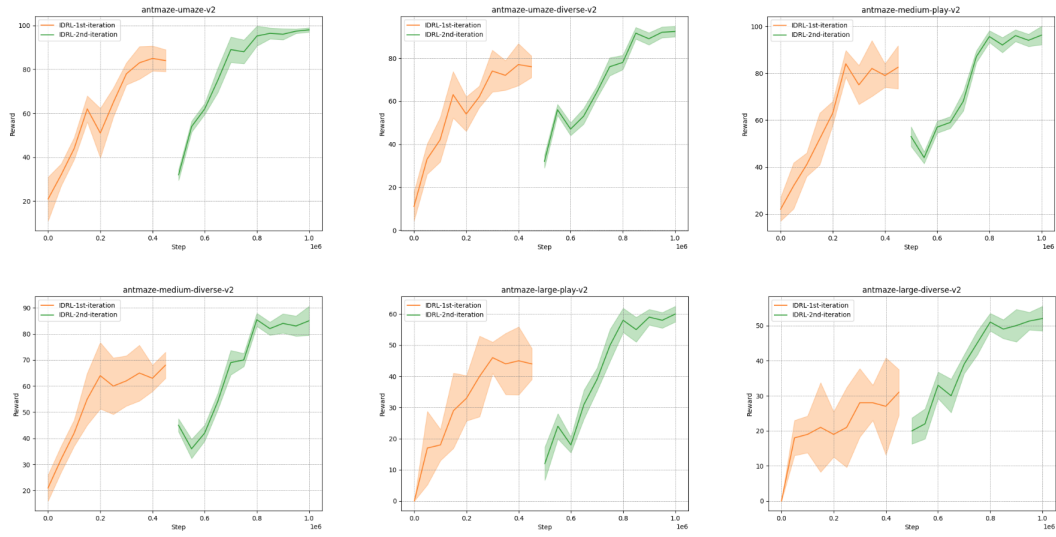 antmaze-umaze-v2
IDRL-1st-iteration
IDRL-2nd-iteration
100
80
60
40
20
Reward
0.0 0.2 0.4 0.6 0.8 1.0
Step
1e6
antmaze-umaze-diverse-v2
IDRL-1st-iteration
IDRL-2nd-iteration
80
60
40
20
0
Reward
0.0 0.2 0.4 0.6 0.8 1.0
Step
1e6
antmaze-medium-play-v2
IDRL-1st-iteration
IDRL-2nd-iteration
100
80
60
40
20
Reward
0.0 0.2 0.4 0.6 0.8 1.0
Step
1e6
antmaze-medium-diverse-v2
IDRL-1st-iteration
IDRL-2nd-iteration
90
80
70
60
50
40
30
20
Reward
0.0 0.2 0.4 0.6 0.8 1.0
Step
1e6
antmaze-large-play-v2
IDRL-1st-iteration
IDRL-2nd-iteration
60
50
40
30
20
10
0
Reward
0.0 0.2 0.4 0.6 0.8 1.0
Step
1e6
antmaze-large-diverse-v2
IDRL-1st-iteration
IDRL-2nd-iteration
50
40
30
20
10
0
Reward
0.0 0.2 0.4 0.6 0.8 1.0
Step
1e6